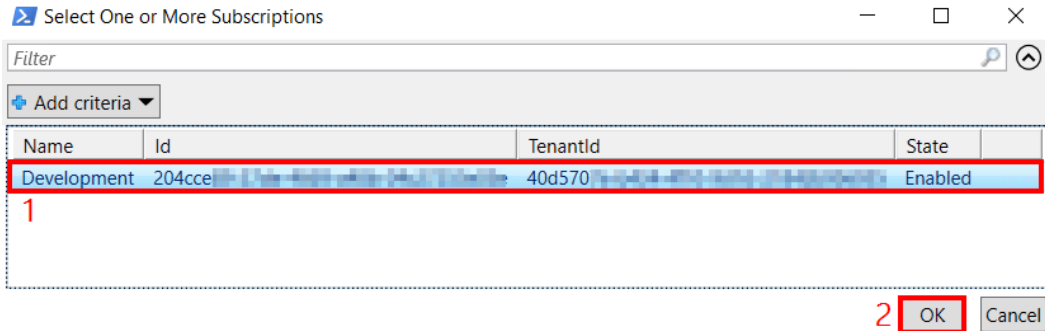 Select One or More Subscriptions
Filter
Add criteria
Name Id TenantId State
Development 204cce 40d570 Enabled
1
2 OK Cancel